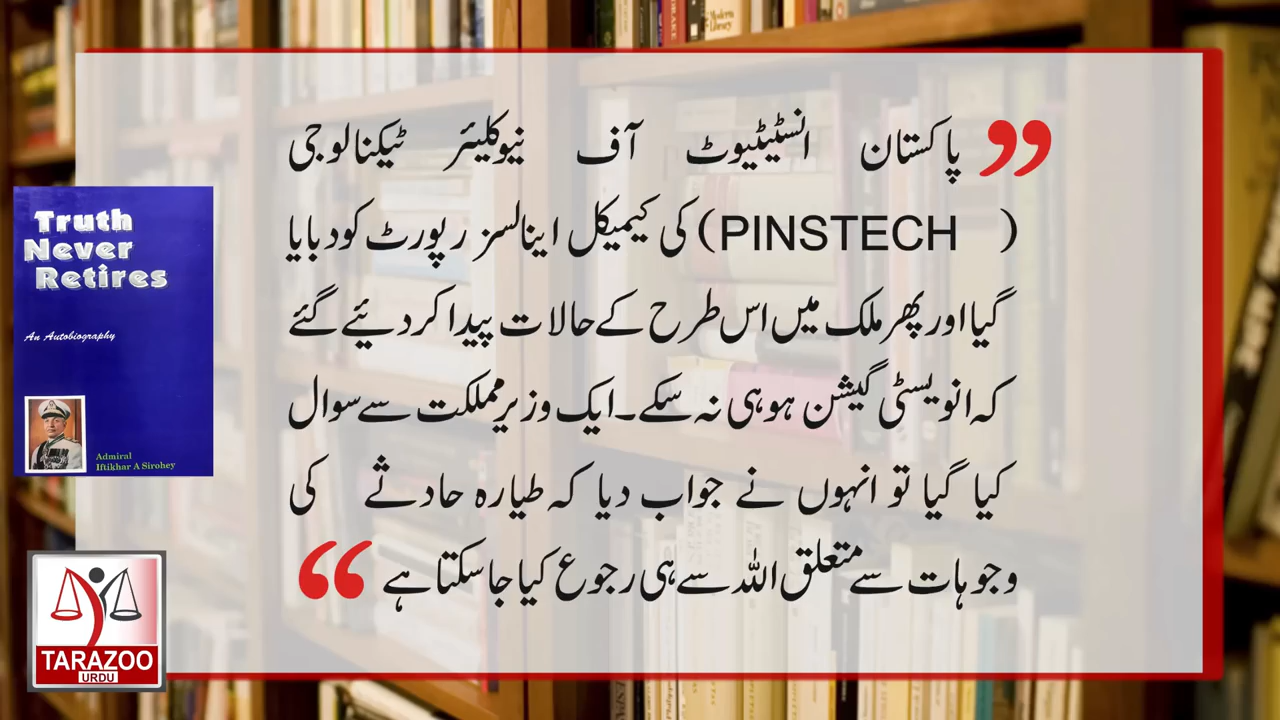 پاکستان انسٹیٹیوٹ آف نیوکلیئر ٹیکنالوجی
(PINSTECH) کی کیمیکل اینالسز رپورٹ کو دبایا
گیا اور پھر ملک میں اس طرح کے حالات پیدا کر دیئے گئے
کہ انویسٹی گیشن ہو ہی نہ سکے۔ ایک وزیر مملکت سے سوال
کیا گیا تو انہوں نے جواب دیا کہ طیارہ حادثے کی
وجوہات سے متعلق اللہ سے ہی رجوع کیا جا سکتا ہے
Truth
Never
Retires
An Autobiography
Admiral
Iftikhar A Sirohey
TARAZOO
URDU